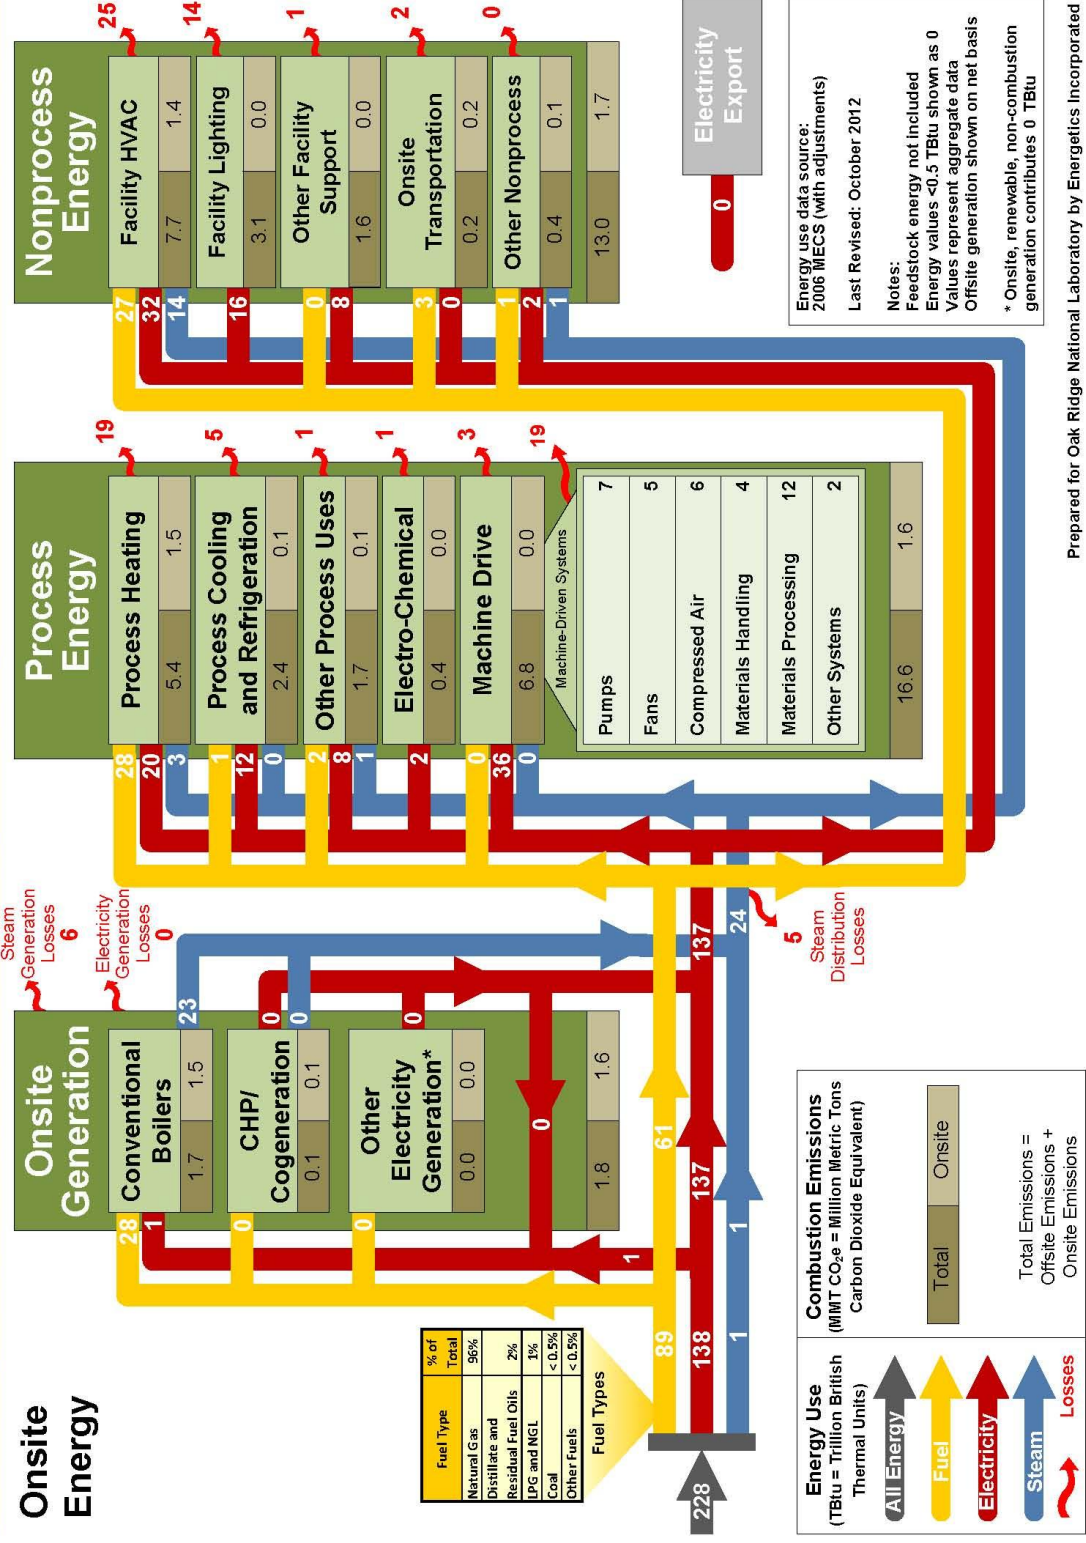 Onsite
Energy
Fuel Type
% of
Total
Natural Gas
96%
Distillate and
Residual Fuel Oils
2%
LPG and NGL
1%
Coal
< 0.5%
Other Fuels
< 0.5%
Fuel Types
228
89
138
1
61
137
1
1
137
24
Onsite
Generation
Conventional
Boilers
1.7
1.5
28
1
23
CHP/
Cogeneration
0.1
0.1
0
0
0
Other
Electricity
Generation*
0.0
0.0
0
0
0
1.8
1.6
Steam
Generation
Losses
6
Electricity
Generation
Losses
0
5
Steam
Distribution
Losses
Process
Energy
Process Heating
5.4
1.5
28
20
3
19
Process Cooling
and Refrigeration
2.4
0.1
1
12
0
5
Other Process Uses
1.7
0.1
2
8
1
1
Electro-Chemical
0.4
0.0
2
1
Machine Drive
6.8
0.0
0
36
0
3
Machine-Driven Systems
19
Pumps
7
Fans
5
Compressed Air
6
Materials Handling
4
Materials Processing
12
Other Systems
2
16.6
1.6
Nonprocess
Energy
Facility HVAC
7.7
1.4
27
32
14
25
Facility Lighting
3.1
0.0
16
14
Other Facility
Support
1.6
0.0
0
8
1
Onsite
Transportation
0.2
0.2
3
0
2
Other Nonprocess
0.4
0.1
1
2
1
0
13.0
1.7
0
Electricity
Export
Energy Use
(TBtu = Trillion British
Thermal Units)
All Energy
Fuel
Electricity
Steam
Losses
Combustion Emissions
(MMT CO₂e = Million Metric Tons
Carbon Dioxide Equivalent)
Total
Onsite
Total Emissions =
Offsite Emissions +
Onsite Emissions
Energy use data source:
2006 MECS (with adjustments)
Last Revised: October 2012
Notes:
Feedstock energy not included
Energy values <0.5 TBtu shown as 0
Values represent aggregate data
Offsite generation shown on net basis
* Onsite, renewable, non-combustion
generation contributes 0 TBtu
Prepared for Oak Ridge National Laboratory by Energetics Incorporated